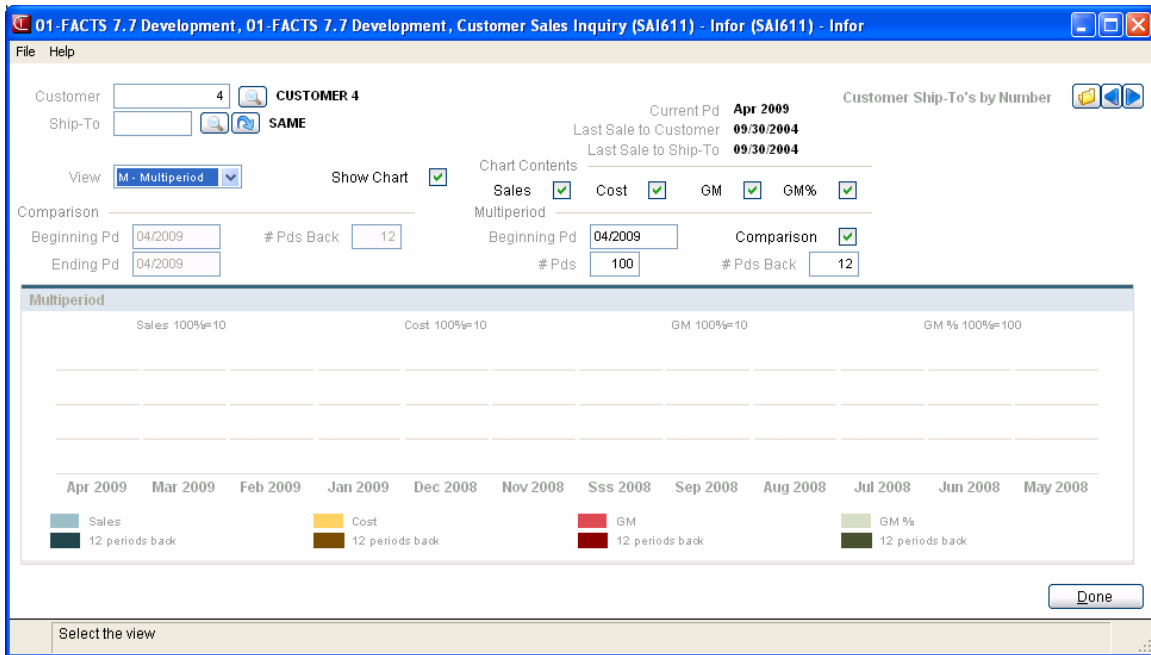 01-FACTS 7.7 Development, 01-FACTS 7.7 Development, Customer Sales Inquiry (SAI611) - Infor (SAI611) - Infor
File Help
Customer 4 CUSTOMER 4 Customer Ship-To's by Number
Current Pd Apr 2009
Ship-To SAME
Last Sale to Customer 09/30/2004
Last Sale to Ship-To 09/30/2004
View M - Multiperiod Show Chart
Chart Contents
Sales Cost GM GM%
Comparison
Beginning Pd 04/2009 # Pds Back 12
Ending Pd 04/2009
Multiperiod
Beginning Pd 04/2009 Comparison
# Pds 100 # Pds Back 12
Multiperiod
Sales 100%=10 Cost 100%=10 GM 100%=10 GM % 100%=100
Apr 2009 Mar 2009 Feb 2009 Jan 2009 Dec 2008 Nov 2008 Sss 2008 Sep 2008 Aug 2008 Jul 2008 Jun 2008 May 2008
Sales Cost GM GM %
12 periods back 12 periods back 12 periods back 12 periods back
Done
Select the view